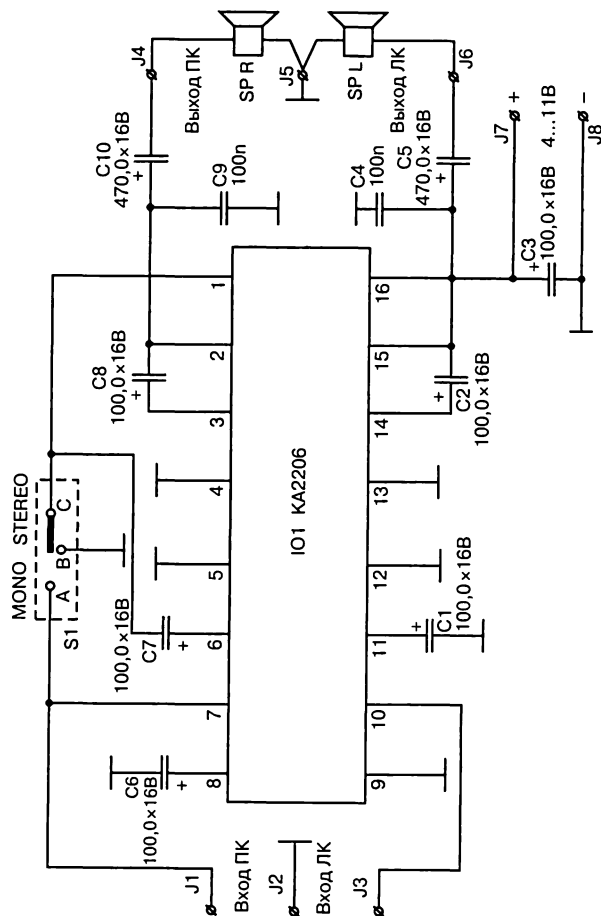 MONO STEREO
A
B
C
S1
C10
470,0×16В
J4
Выход ПК
SP R
J5
SP L
Выход ЛК
J6
C9
100n
C4
100n
C5
470,0×16В
C8
100,0×16В
C2
100,0×16В
C7
100,0×16В
C6
100,0×16В
C1
100,0×16В
C3
100,0×16В
4...11В
J7 +
J8 −
IO1 KA2206
1
2
3
4
5
6
7
8
9
10
11
12
13
14
15
16
J1
Вход ПК
J2
Вход ЛК
J3
+
+
+
+
+
+
+
+